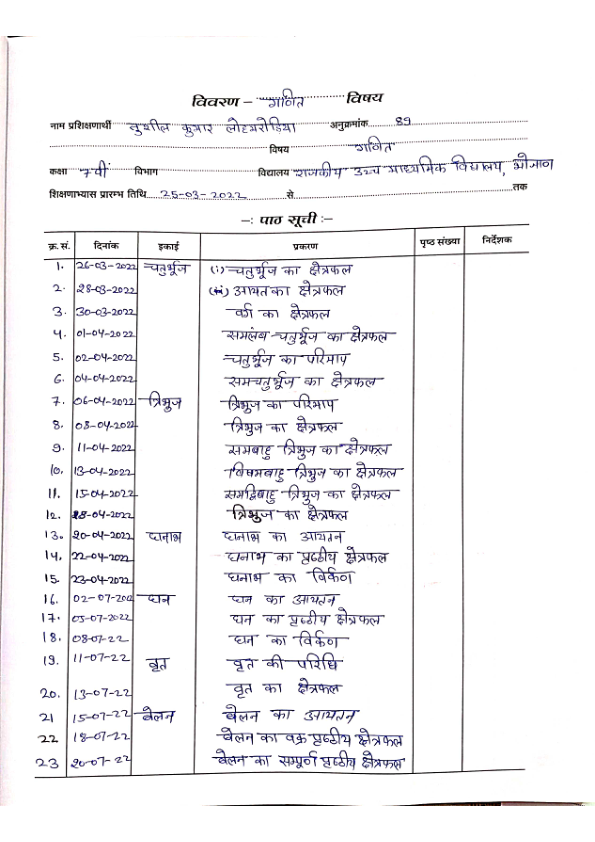 विवरण – गणित विषय
नाम प्रशिक्षणार्थी सुशील कुमार लोहमरोडिया अनुक्रमांक 89
विषय गणित
कक्षा 7वीं विभाग विद्यालय राजकीय उच्च माध्यमिक विद्यालय,
शिक्षणाभ्यास प्रारम्भ तिथि 25-03-2022 से तक
–: पाठ सूची :–
क्र. सं. दिनांक इकाई प्रकरण पृष्ठ संख्या निर्देशक
1. 26-03-2022 चतुर्भूज (i) चतुर्भूज का क्षेत्रफल
2. 28-03-2022 (ii) आयत का क्षेत्रफल
3. 30-03-2022 वर्ग का क्षेत्रफल
4. 01-04-2022 समलंब चतुर्भूज का क्षेत्रफल
5. 02-04-2022 चतुर्भूज का परिमाप
6. 04-04-2022 समचतुर्भूज का क्षेत्रफल
7. 06-04-2022 त्रिभुज त्रिभुज का परिमाप
8. 08-04-2022 त्रिभुज का क्षेत्रफल
9. 11-04-2022 समबाहु त्रिभुज का क्षेत्रफल
10. 13-04-2022 विषमबाहु त्रिभुज का क्षेत्रफल
11. 15-04-2022 समद्विबाहु त्रिभुज का क्षेत्रफल
12. 18-04-2022 त्रिभुज का क्षेत्रफल
13. 20-04-2022 घनाभ घनाभ का आयतन
14. 22-04-2022 घनाभ का पृष्ठीय क्षेत्रफल
15. 23-04-2022 घनाभ का विर्कण
16. 02-07-2022 घन घन का आयतन
17. 05-07-2022 घन का पृष्ठीय क्षेत्रफल
18. 08-07-22 घन का विर्कण
19. 11-07-22 वृत वृत की परिधि
20. 13-07-22 वृत का क्षेत्रफल
21 15-07-22 बेलन बेलन का आयतन
22 18-07-22 बेलन का वक्र पृष्ठीय क्षेत्रफल
23 20-07-22 बेलन का सम्पूर्ण पृष्ठीय क्षेत्रफल